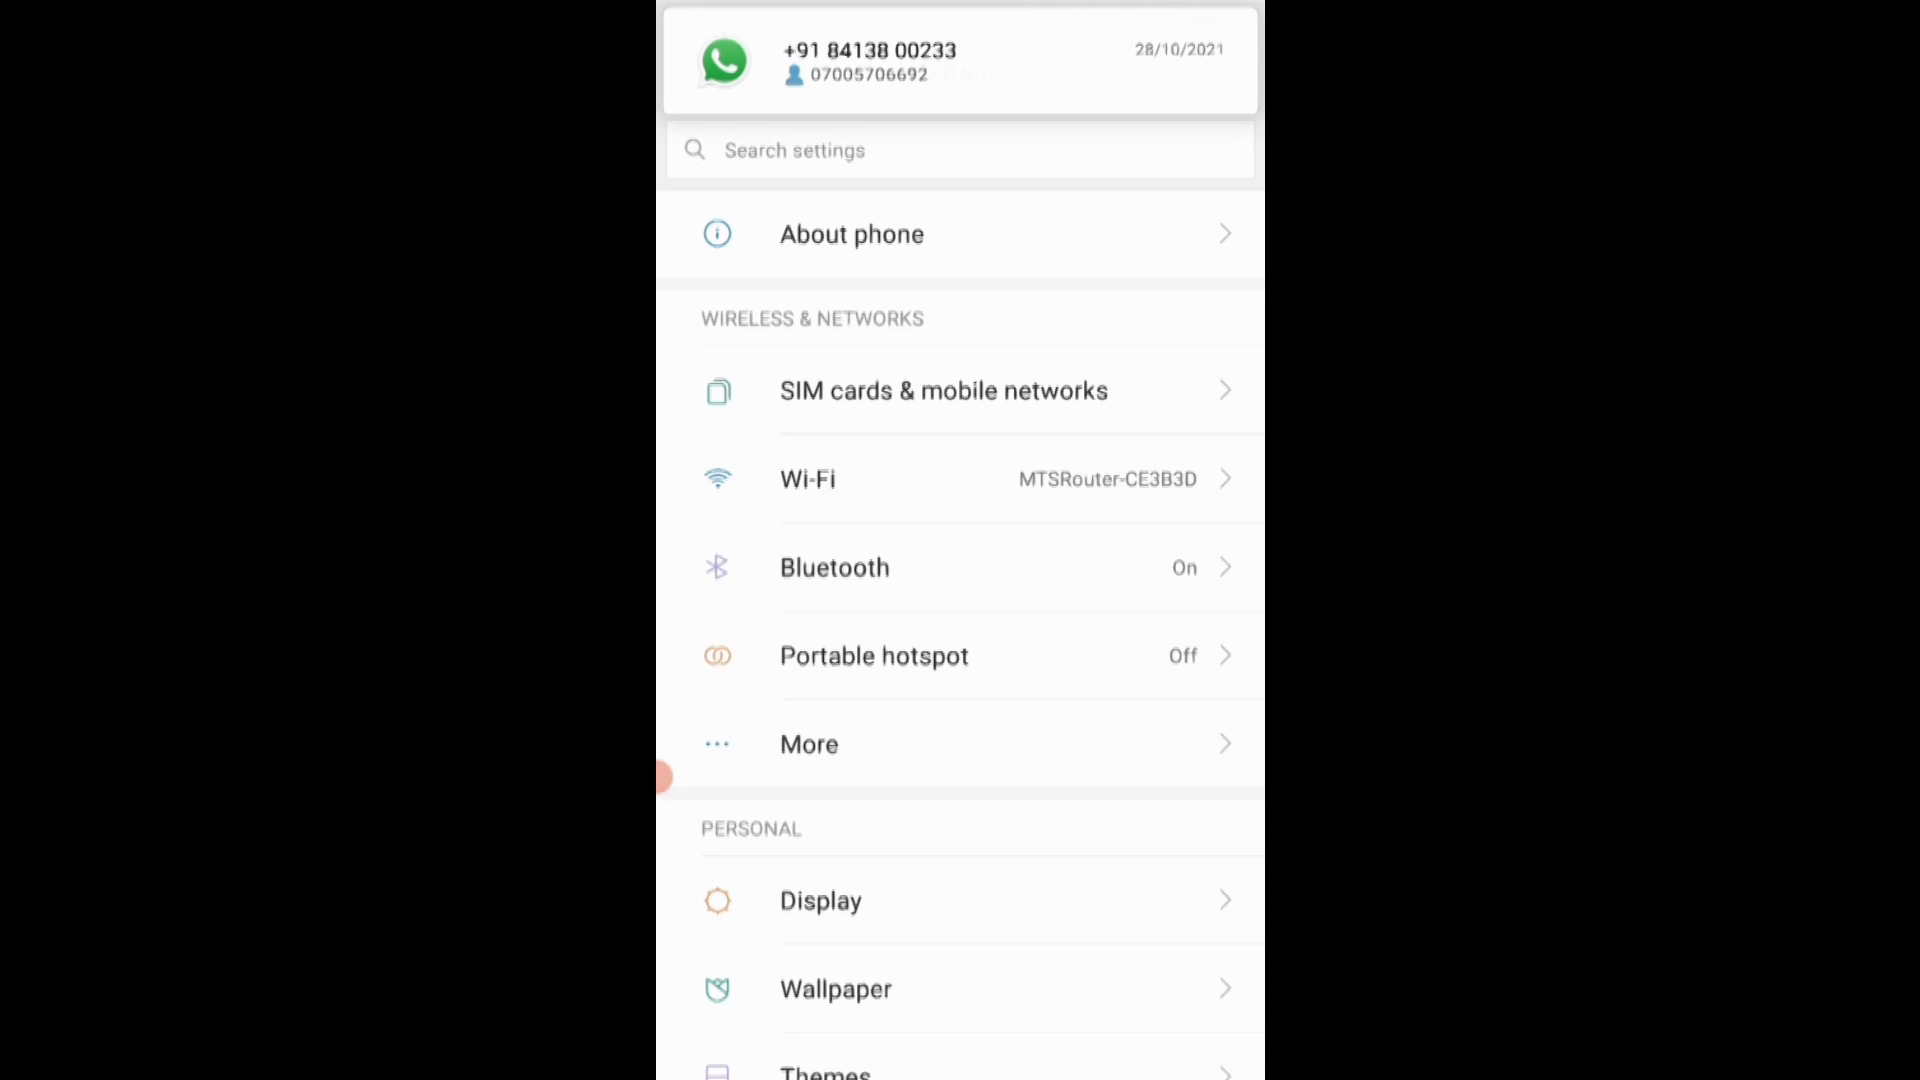 +91 84138 00233
28/10/2021
07005706692
Search settings
About phone
WIRELESS & NETWORKS
SIM cards & mobile networks
Wi-Fi
MTSRouter-CE3B3D
Bluetooth
On
Portable hotspot
Off
More
PERSONAL
Display
Wallpaper
Themes